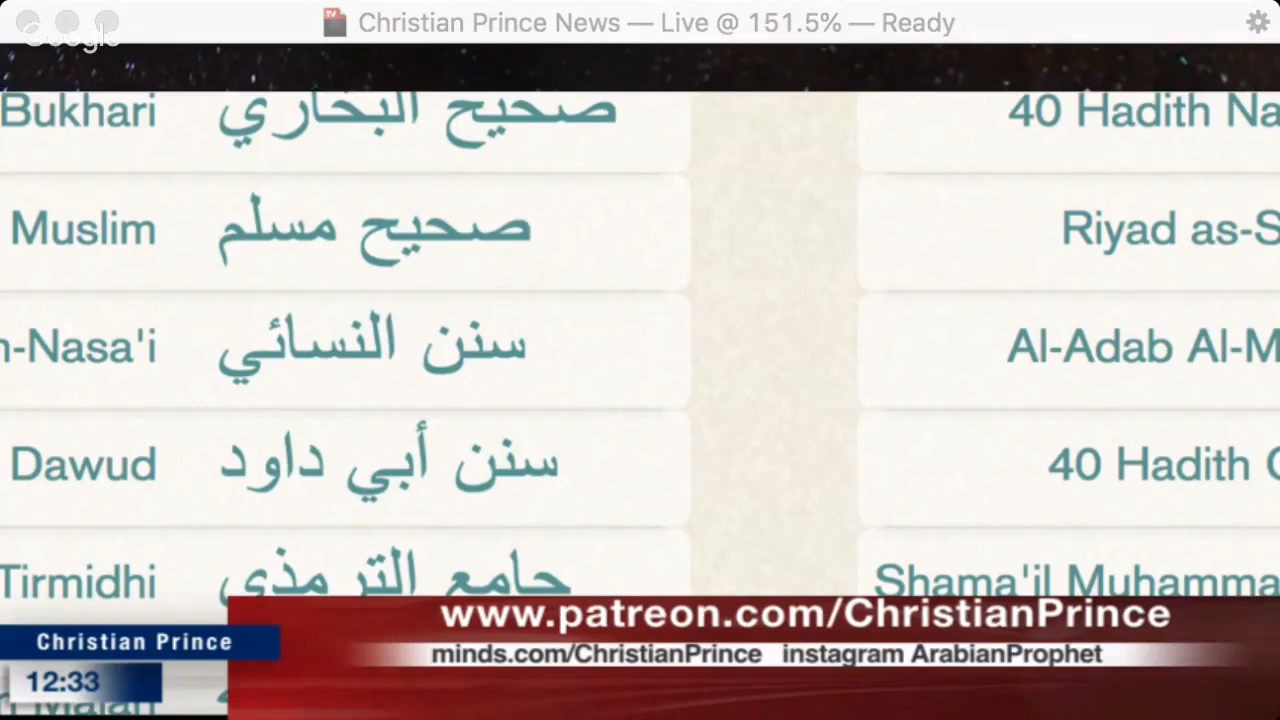 Christian Prince News — Live @ 151.5% — Ready
Google
Bukhari صحيح البخاري
Muslim صحيح مسلم
-Nasa'i سنن النسائي
Dawud سنن أبي داود
Tirmidhi جامع الترمذي
40 Hadith Na
Riyad as-S
Al-Adab Al-M
40 Hadith
Shama'il Muhamma
www.patreon.com/ChristianPrince
minds.com/ChristianPrince instagram ArabianProphet
Christian Prince
12:33